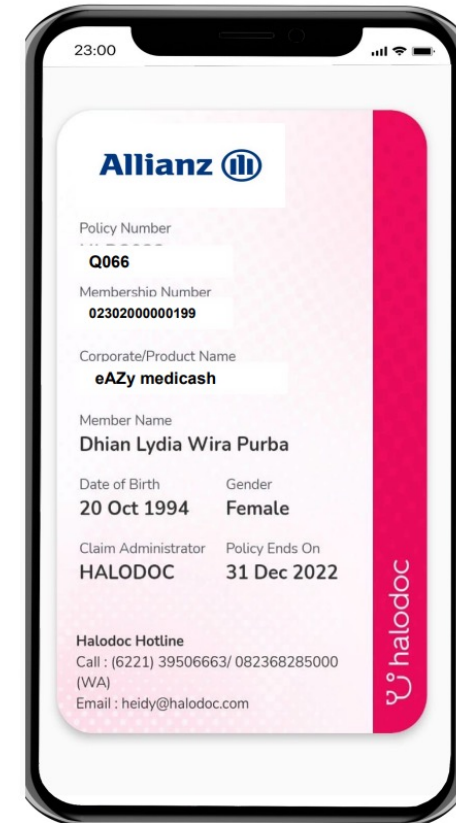 23:00
Allianz
Policy Number
Q066
Membership Number
02302000000199
Corporate/Product Name
eAZy medicash
Member Name
Dhian Lydia Wira Purba
Date of Birth Gender
20 Oct 1994 Female
Claim Administrator Policy Ends On
HALODOC 31 Dec 2022
Halodoc Hotline
Call : (6221) 39506663/ 082368285000
(WA)
Email : heidy@halodoc.com
halodoc